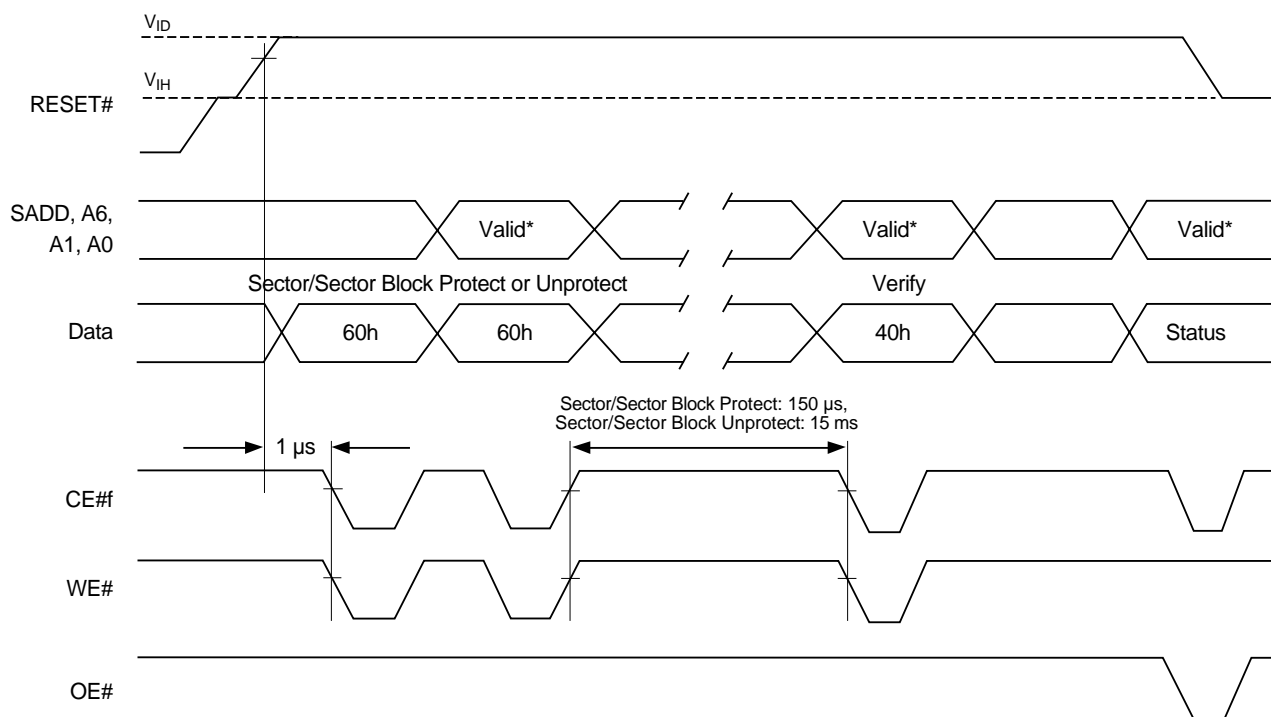 VID
VIH
RESET#
SADD, A6,
A1, A0
Valid*
Valid*
Valid*
Sector/Sector Block Protect or Unprotect
Verify
Data
60h
60h
40h
Status
Sector/Sector Block Protect: 150 µs,
Sector/Sector Block Unprotect: 15 ms
1 µs
CE#f
WE#
OE#